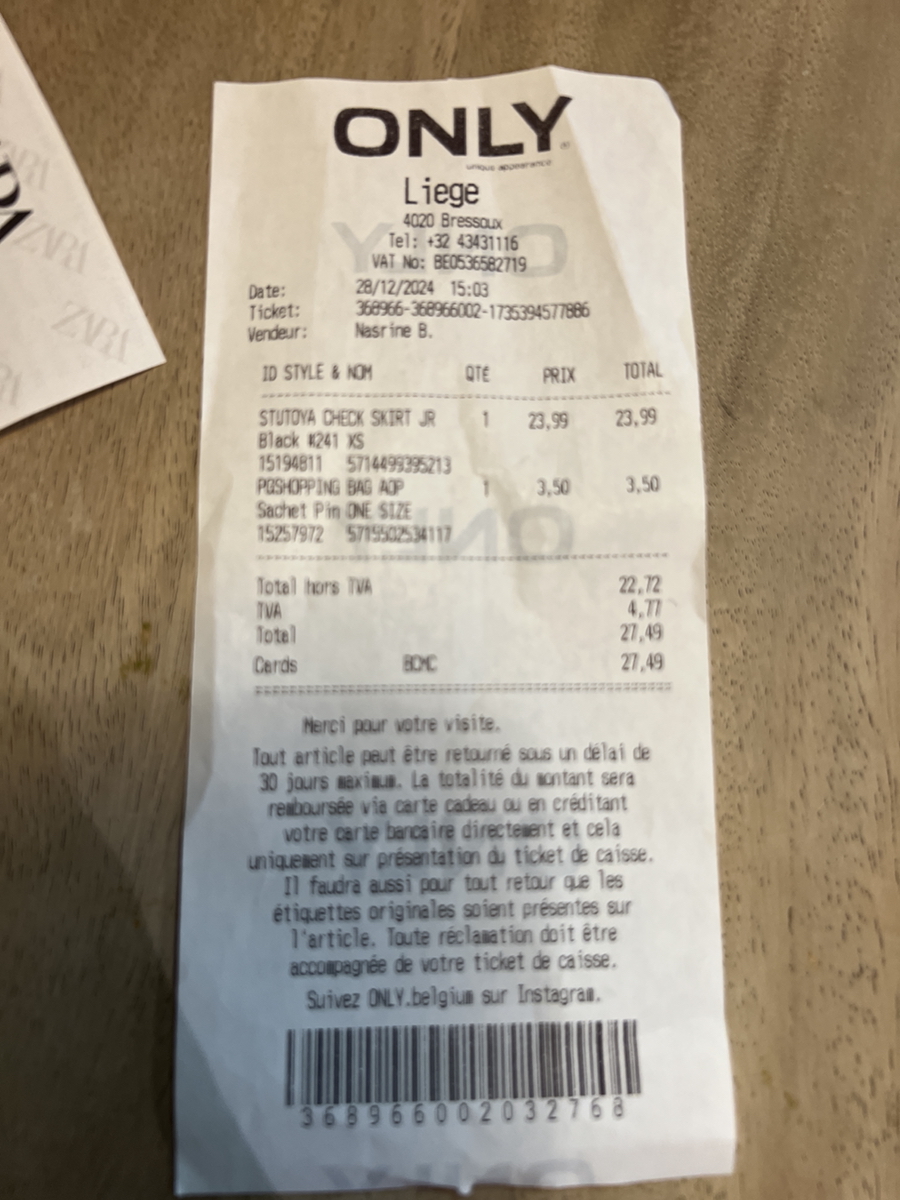 ONLY
unique appearance
Liege
4020 Bressoux
Tel: +32 43431116
VAT No: BE0536582719
Date: 28/12/2024 15:03
Ticket: 368966-368966002-1735394577886
Vendeur: Nasrine B.
ID STYLE & NOM QTÉ PRIX TOTAL
STUTOYA CHECK SKIRT JR 1 23,99 23,99
Black #241 XS
15194811 5714499395213
PGSHOPPING BAG AOP 1 3,50 3,50
Sachet Pin ONE SIZE
15257972 5715502534117
Total hors TVA 22,72
TVA 4,77
Total 27,49
Cards BCMC 27,49
Merci pour votre visite.
Tout article peut être retourné sous un délai de
30 jours maximum. La totalité du montant sera
remboursée via carte cadeau ou en créditant
votre carte bancaire directement et cela
uniquement sur présentation du ticket de caisse.
Il faudra aussi pour tout retour que les
étiquettes originales soient présentes sur
l'article. Toute réclamation doit être
accompagnée de votre ticket de caisse.
Suivez ONLY.belgium sur Instagram.
368966002032768
ZARA
ZARA